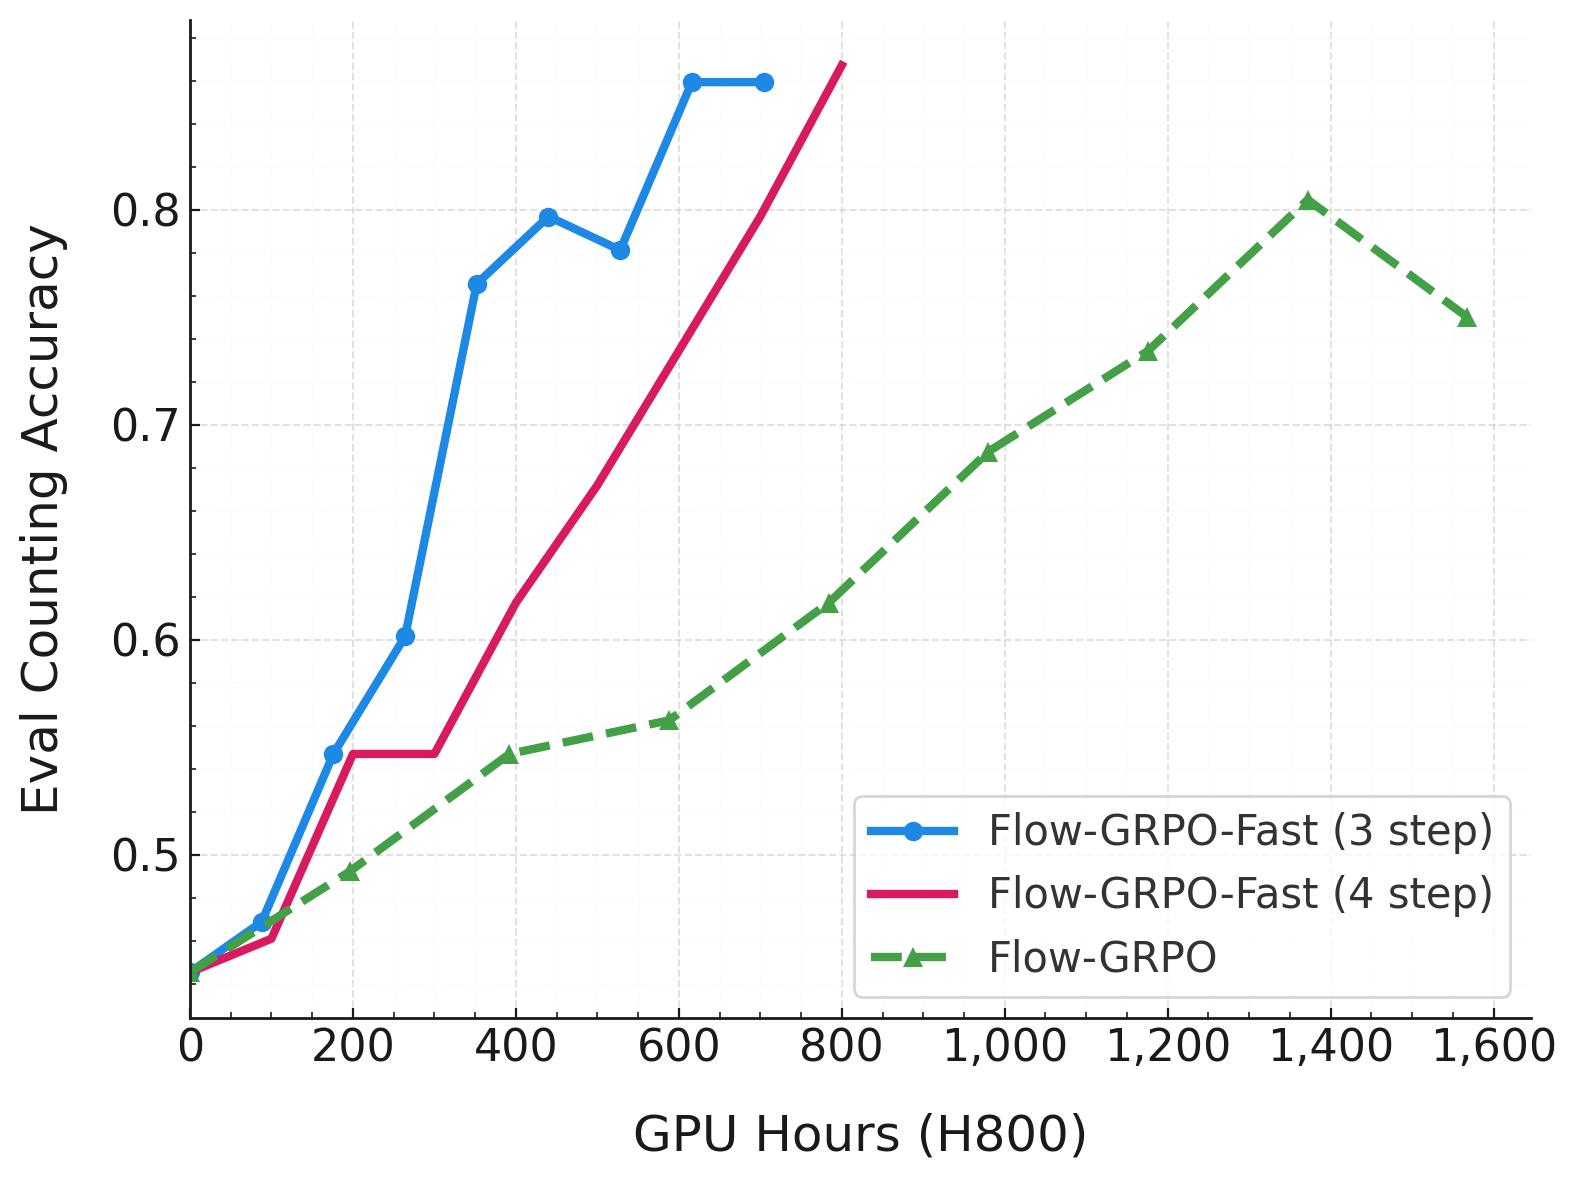 Eval Counting Accuracy
0.8
0.7
0.6
0.5
Flow-GRPO-Fast (3 step)
Flow-GRPO-Fast (4 step)
Flow-GRPO
0 200 400 600 800 1,000 1,200 1,400 1,600
GPU Hours (H800)